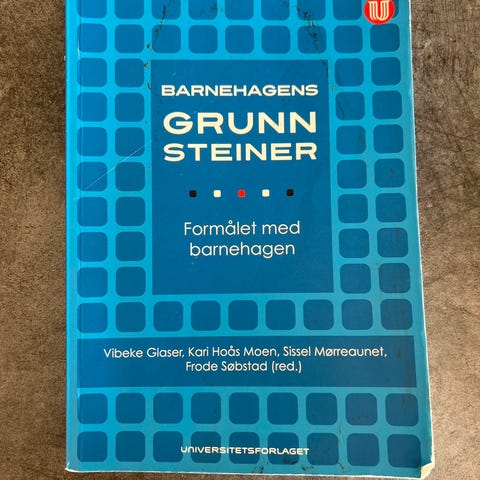 U
BARNEHAGENS
GRUNN
STEINER
Formålet med
barnehagen
Vibeke Glaser, Kari Hoås Moen, Sissel Mørreaunet,
Frode Søbstad (red.)
UNIVERSITETSFORLAGET